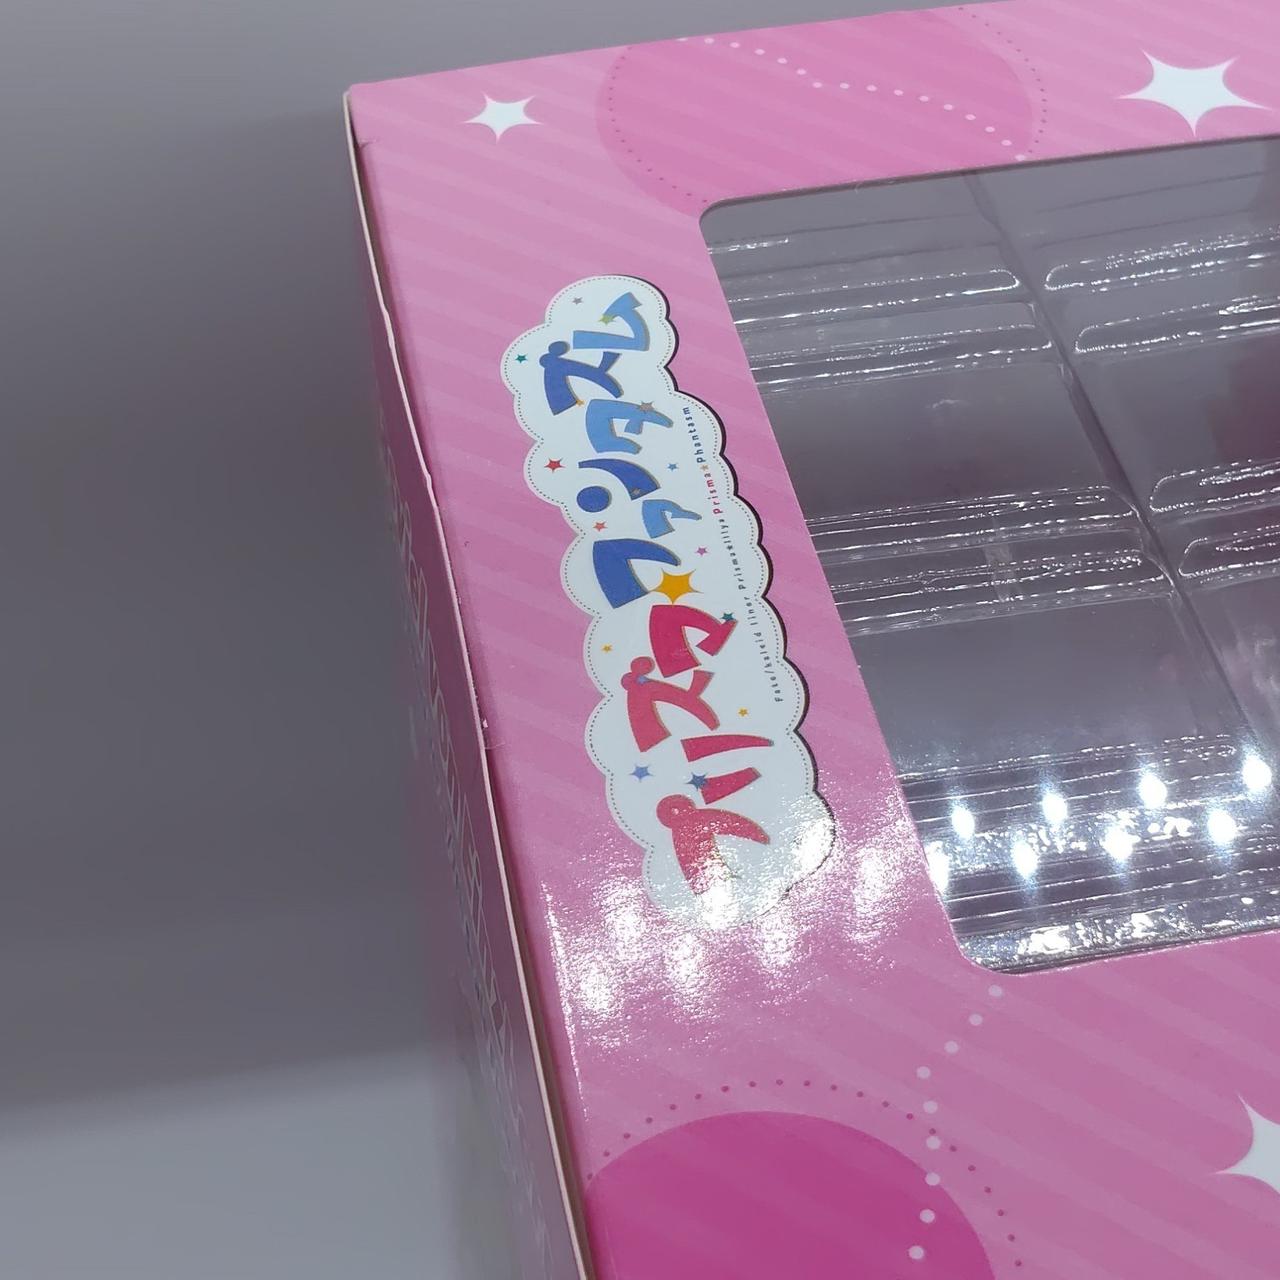 プリズマ☆ファンタズム
Fate/kaleid liner Prisma★Illya Prisma★Phantasm